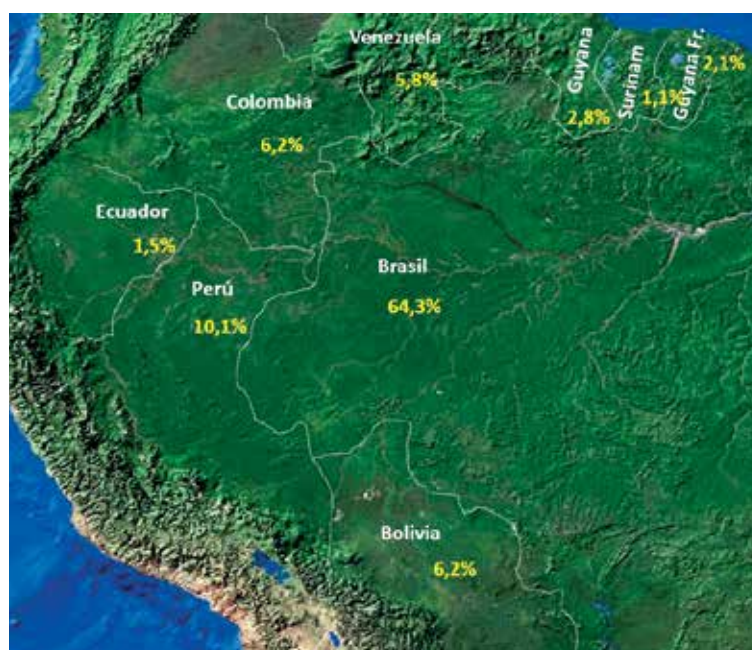 Venezuela
5,8%
Guyana
2,8%
Surinam
1,1%
Guyana Fr.
2,1%
Colombia
6,2%
Ecuador
1,5%
Perú
10,1%
Brasil
64,3%
Bolivia
6,2%